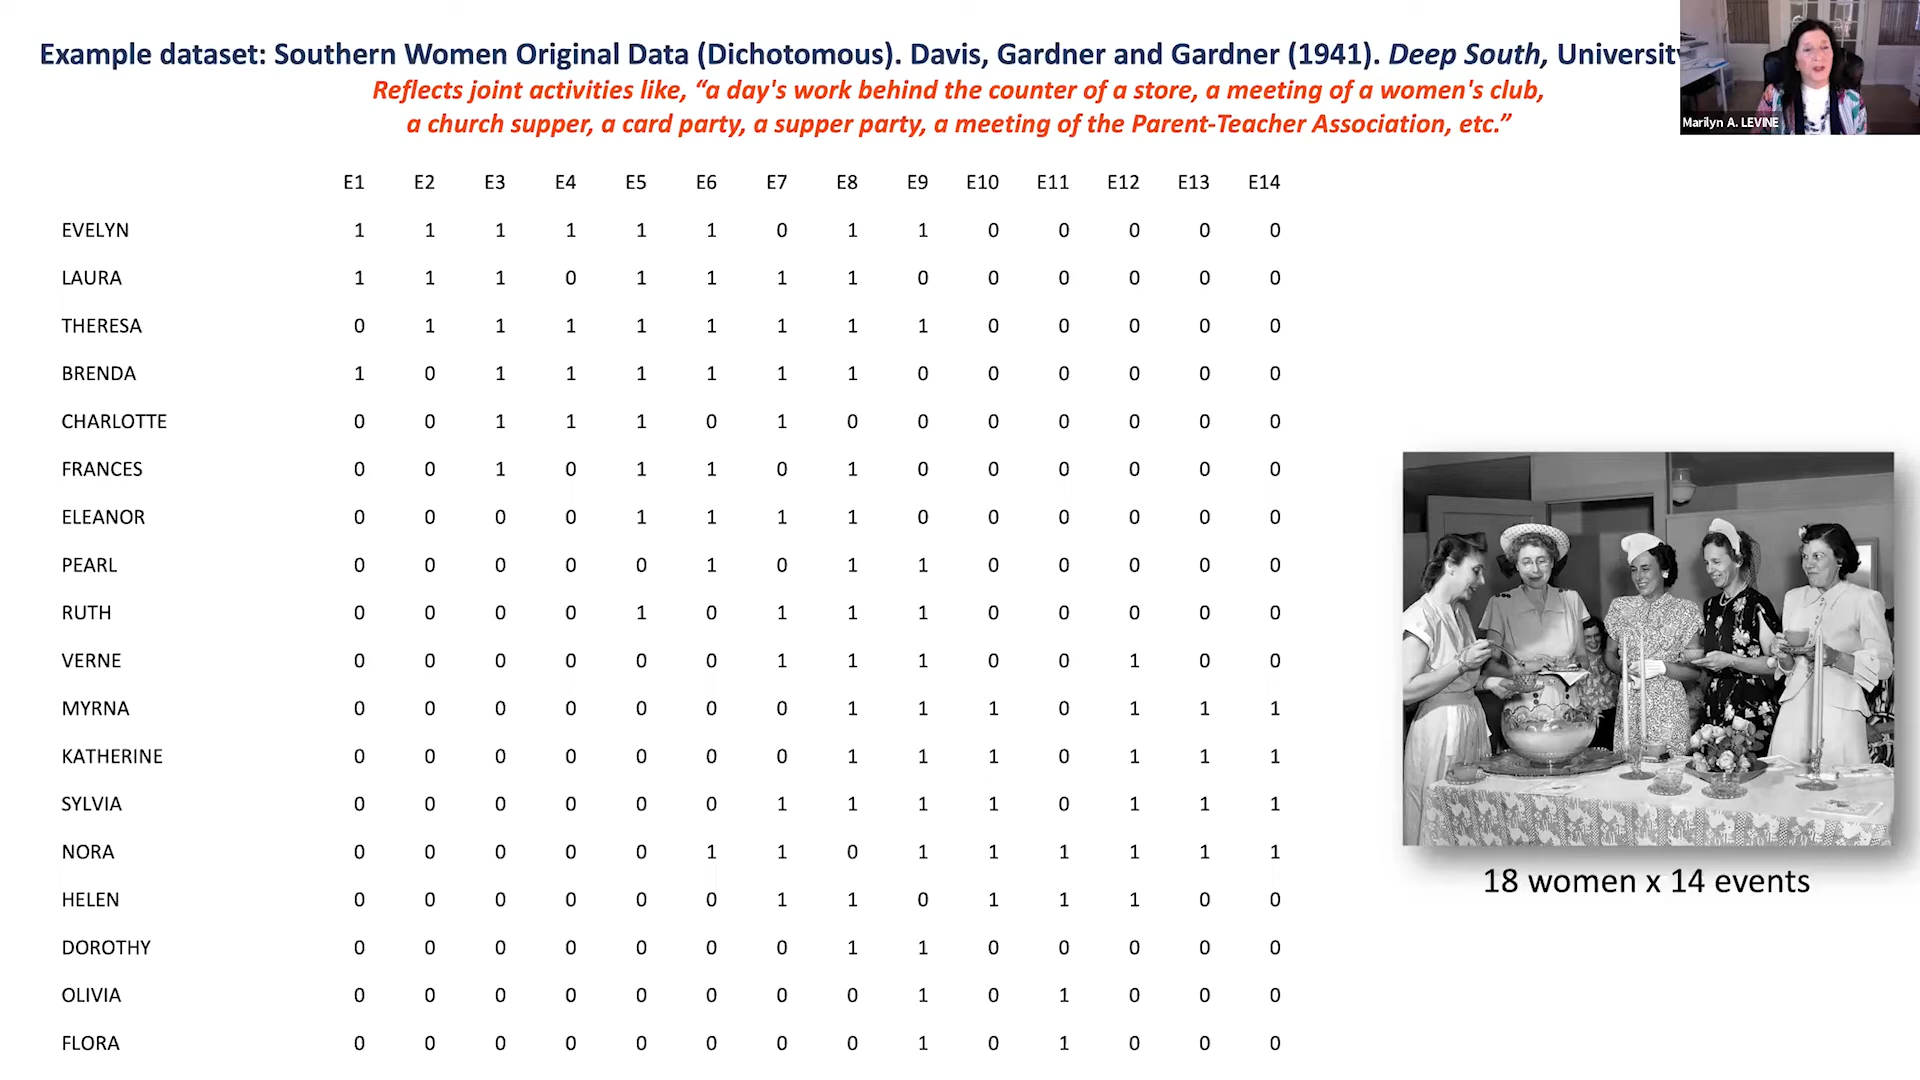 Example dataset: Southern Women Original Data (Dichotomous). Davis, Gardner and Gardner (1941). Deep South, University
Reflects joint activities like, “a day's work behind the counter of a store, a meeting of a women's club,
a church supper, a card party, a supper party, a meeting of the Parent-Teacher Association, etc.”
Marilyn A. LEVINE
E1 E2 E3 E4 E5 E6 E7 E8 E9 E10 E11 E12 E13 E14
EVELYN 1 1 1 1 1 1 0 1 1 0 0 0 0 0
LAURA 1 1 1 0 1 1 1 1 0 0 0 0 0 0
THERESA 0 1 1 1 1 1 1 1 1 0 0 0 0 0
BRENDA 1 0 1 1 1 1 1 1 0 0 0 0 0 0
CHARLOTTE 0 0 1 1 1 0 1 0 0 0 0 0 0 0
FRANCES 0 0 1 0 1 1 0 1 0 0 0 0 0 0
ELEANOR 0 0 0 0 1 1 1 1 0 0 0 0 0 0
PEARL 0 0 0 0 0 1 0 1 1 0 0 0 0 0
RUTH 0 0 0 0 1 0 1 1 1 0 0 0 0 0
VERNE 0 0 0 0 0 0 1 1 1 0 0 1 0 0
MYRNA 0 0 0 0 0 0 0 1 1 1 0 1 1 1
KATHERINE 0 0 0 0 0 0 0 1 1 1 0 1 1 1
SYLVIA 0 0 0 0 0 0 1 1 1 1 0 1 1 1
NORA 0 0 0 0 0 1 1 0 1 1 1 1 1 1
HELEN 0 0 0 0 0 0 1 1 0 1 1 1 0 0
DOROTHY 0 0 0 0 0 0 0 1 1 0 0 0 0 0
OLIVIA 0 0 0 0 0 0 0 0 1 0 1 0 0 0
FLORA 0 0 0 0 0 0 0 0 1 0 1 0 0 0
18 women x 14 events